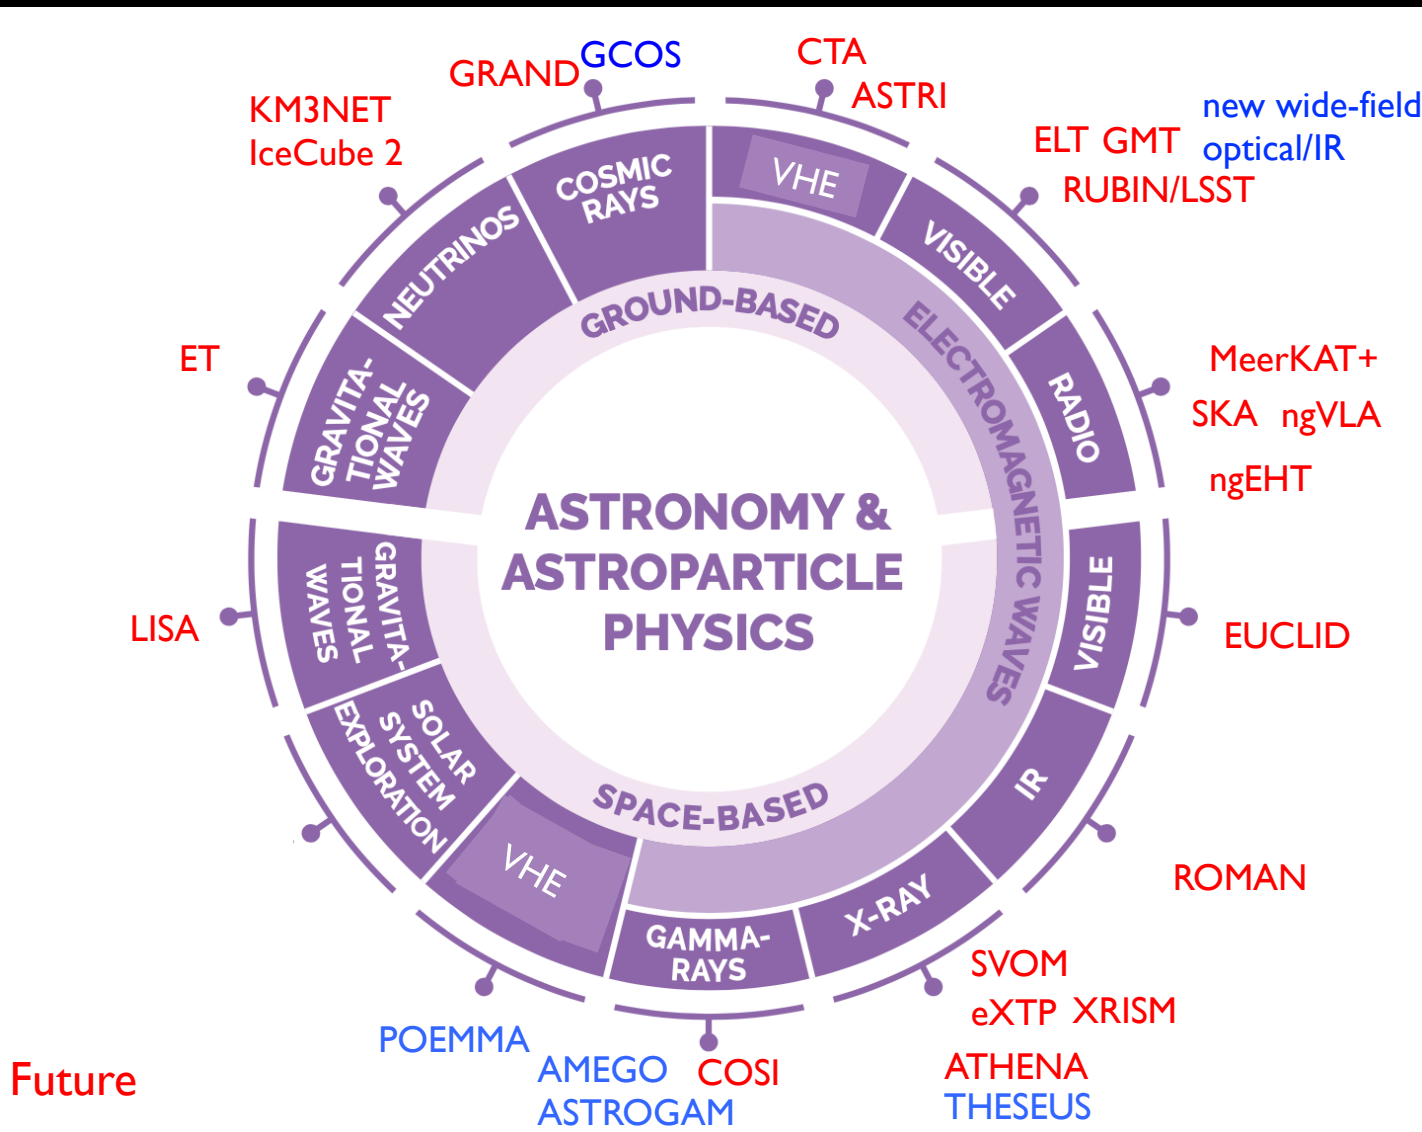 GRAND
GCOS
CTA
ASTRI
KM3NET
IceCube 2
ELT GMT
new wide-field
optical/IR
RUBIN/LSST
COSMIC
RAYS
VHE
NEUTRINOS
VISIBLE
GROUND-BASED
ELECTROMAGNETIC WAVES
ET
GRAVITA-
TIONAL
WAVES
RADIO
MeerKAT+
SKA ngVLA
ngEHT
ASTRONOMY &
ASTROPARTICLE
PHYSICS
LISA
GRAVITA-
TIONAL
WAVES
VISIBLE
EUCLID
SOLAR
SYSTEM
EXPLORATION
IR
ROMAN
SPACE-BASED
VHE
X-RAY
GAMMA-
RAYS
SVOM
eXTP XRISM
ATHENA
THESEUS
POEMMA
AMEGO
ASTROGAM
COSI
Future